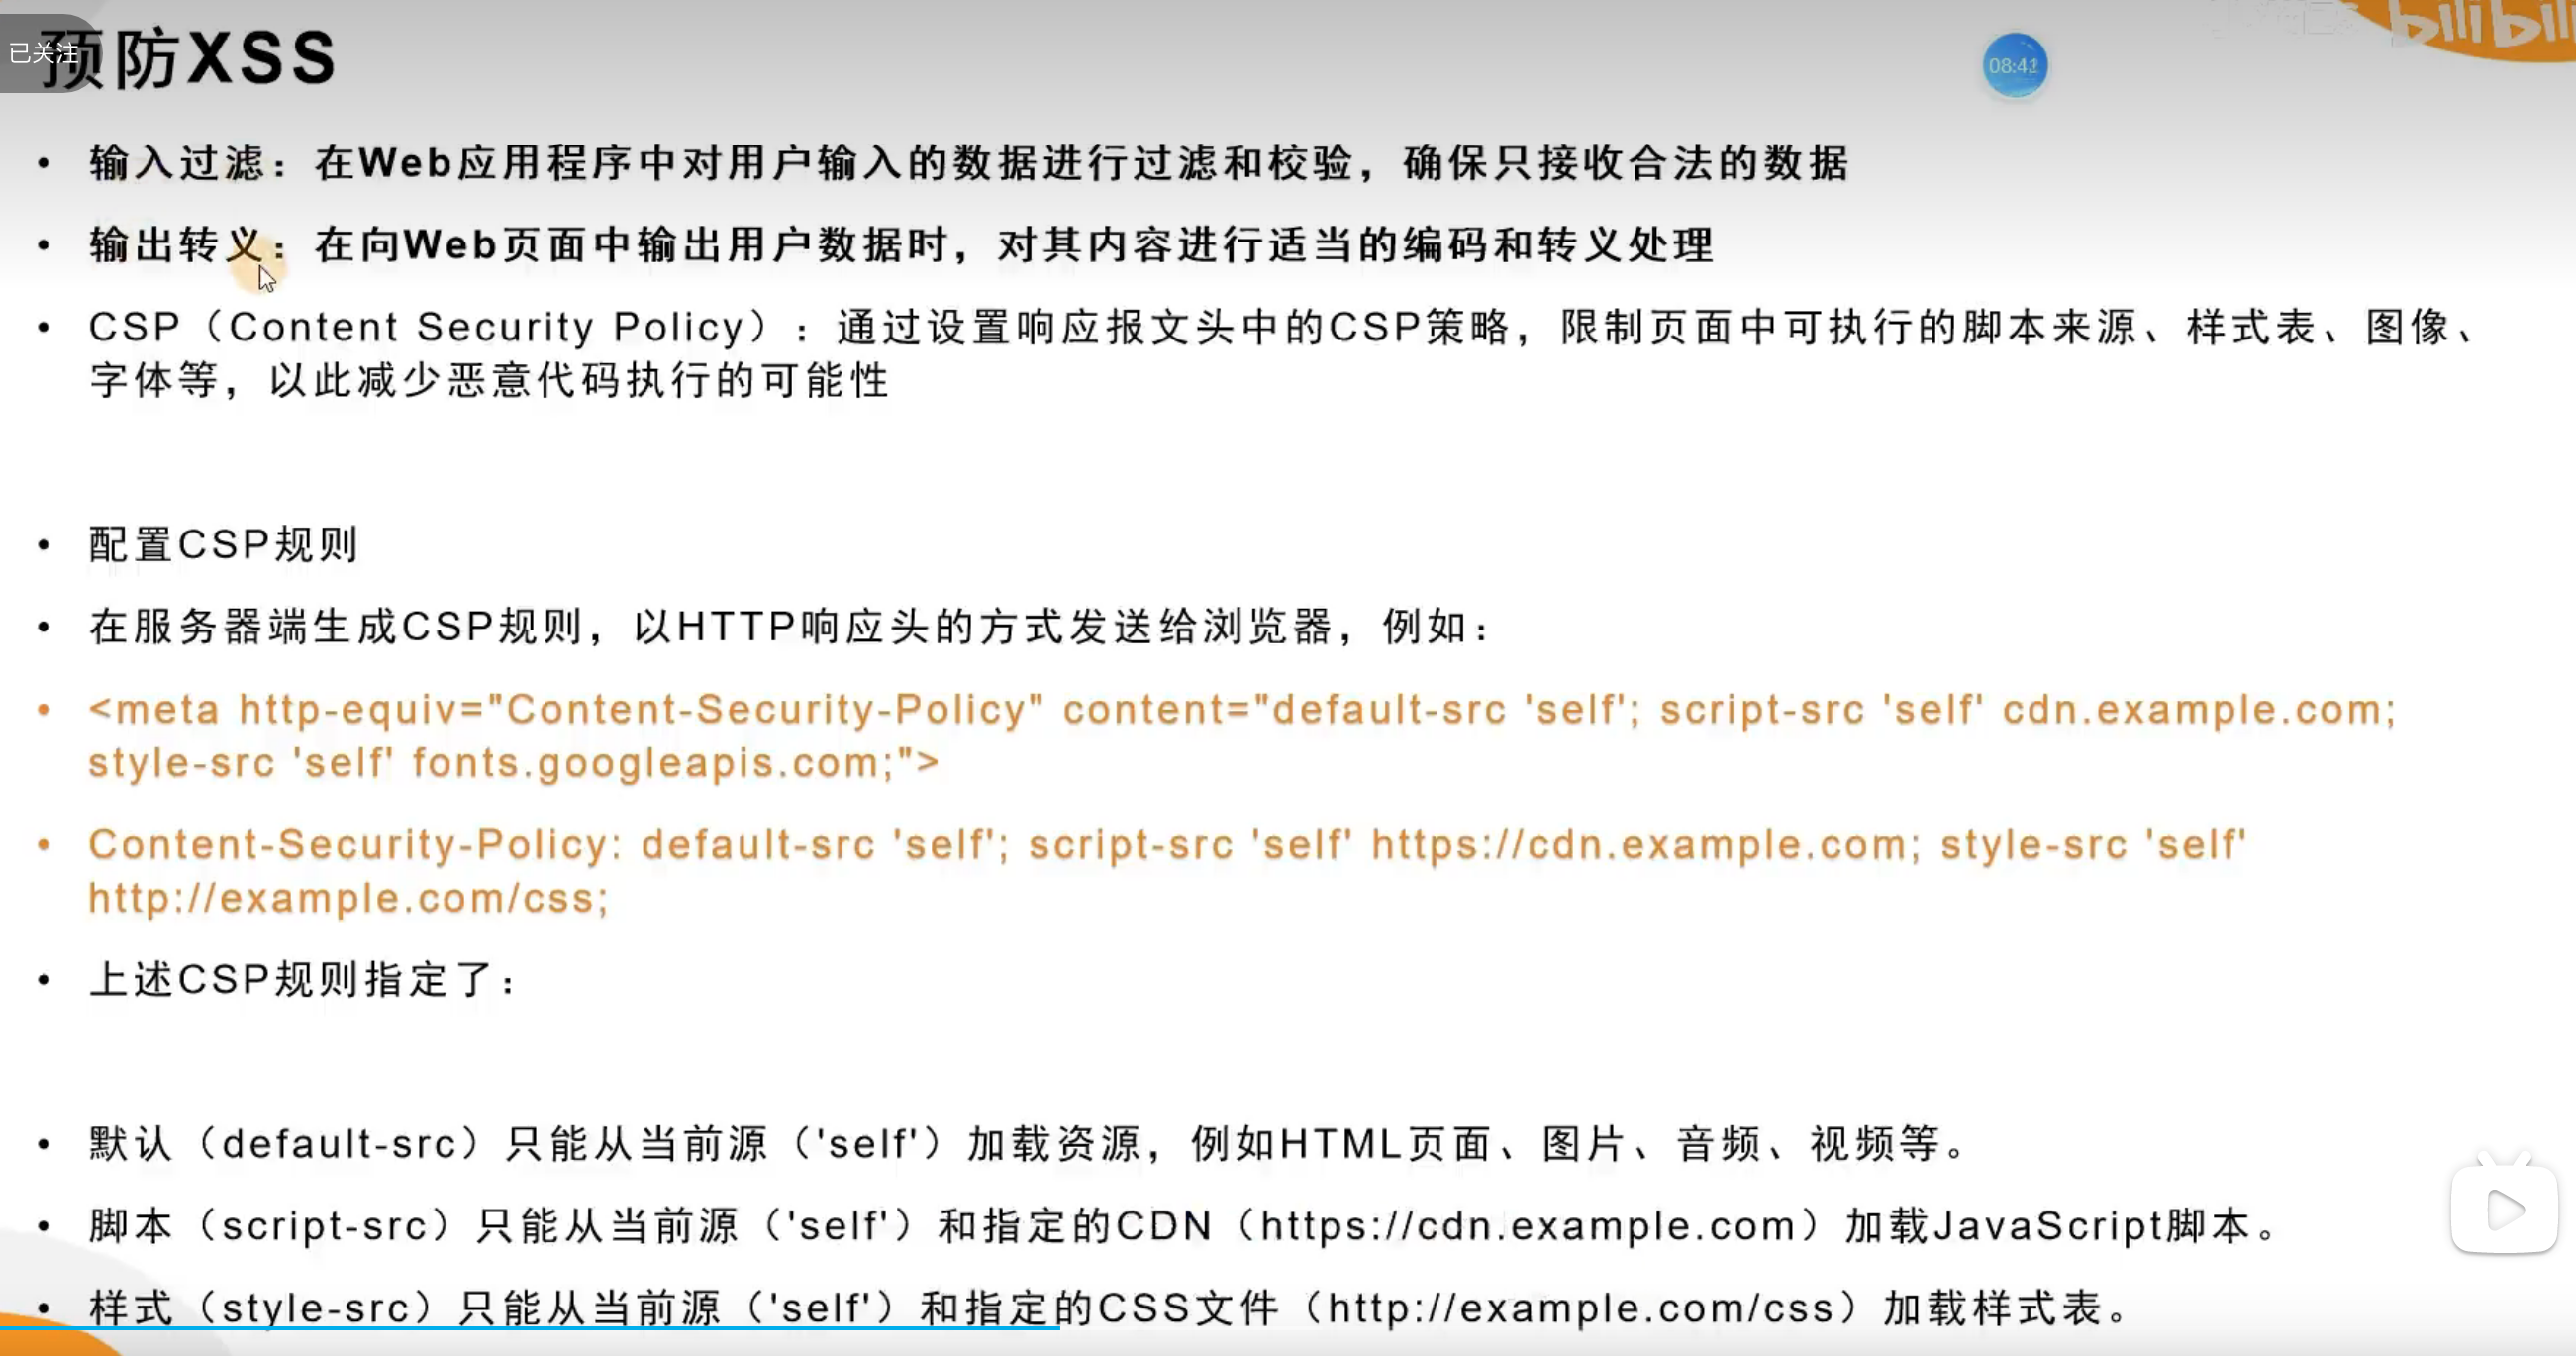 已关注
预防XSS
08:42
bilibili
• 输入过滤：在Web应用程序中对用户输入的数据进行过滤和校验，确保只接收合法的数据
• 输出转义：在向Web页面中输出用户数据时，对其内容进行适当的编码和转义处理
• CSP（Content Security Policy）：通过设置响应报文头中的CSP策略，限制页面中可执行的脚本来源、样式表、图像、
字体等，以此减少恶意代码执行的可能性
• 配置CSP规则
• 在服务器端生成CSP规则，以HTTP响应头的方式发送给浏览器，例如：
• <meta http-equiv="Content-Security-Policy" content="default-src 'self'; script-src 'self' cdn.example.com;
style-src 'self' fonts.googleapis.com;">
• Content-Security-Policy: default-src 'self'; script-src 'self' https://cdn.example.com; style-src 'self'
http://example.com/css;
• 上述CSP规则指定了：
• 默认（default-src）只能从当前源（'self'）加载资源，例如HTML页面、图片、音频、视频等。
• 脚本（script-src）只能从当前源（'self'）和指定的CDN（https://cdn.example.com）加载JavaScript脚本。
• 样式（style-src）只能从当前源（'self'）和指定的CSS文件（http://example.com/css）加载样式表。